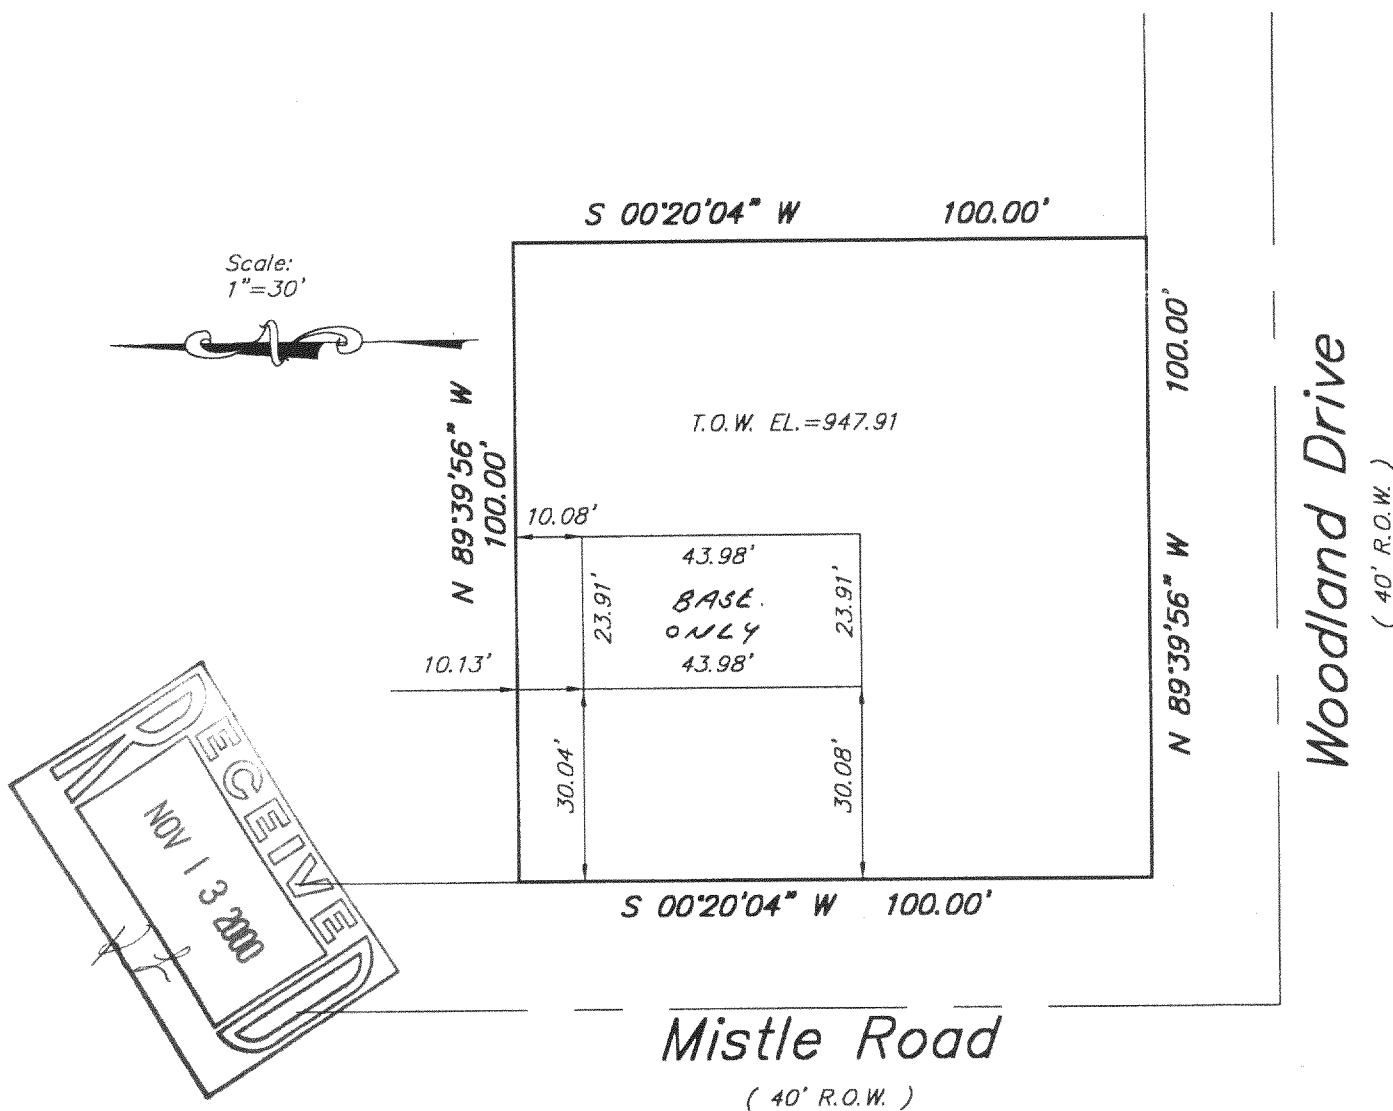 S 00°20'04" W 100.00'
Scale:
1"=30'
N 89°39'56" W
100.00'
100.00'
T.O.W. EL.=947.91
10.08'
43.98'
23.91'
BASE
ONLY
23.91'
43.98'
10.13'
30.04'
30.08'
N 89°39'56" W
Woodland Drive
( 40' R.O.W. )
S 00°20'04" W 100.00'
RECEIVED
NOV 13 2000
Mistle Road
( 40' R.O.W. )